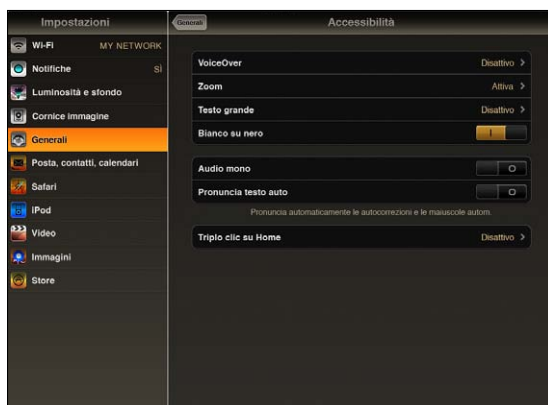 Impostazioni
Wi-Fi MY NETWORK
Notifiche SÌ
Luminosità e sfondo
Cornice immagine
Generali
Posta, contatti, calendari
Safari
iPod
Video
Immagini
Store
Generali Accessibilità
VoiceOver Disattivo
Zoom Attiva
Testo grande Disattivo
Bianco su nero I
Audio mono O
Pronuncia testo auto O
Pronuncia automaticamente le autocorrezioni e le maiuscole autom.
Triplo clic su Home Disattivo